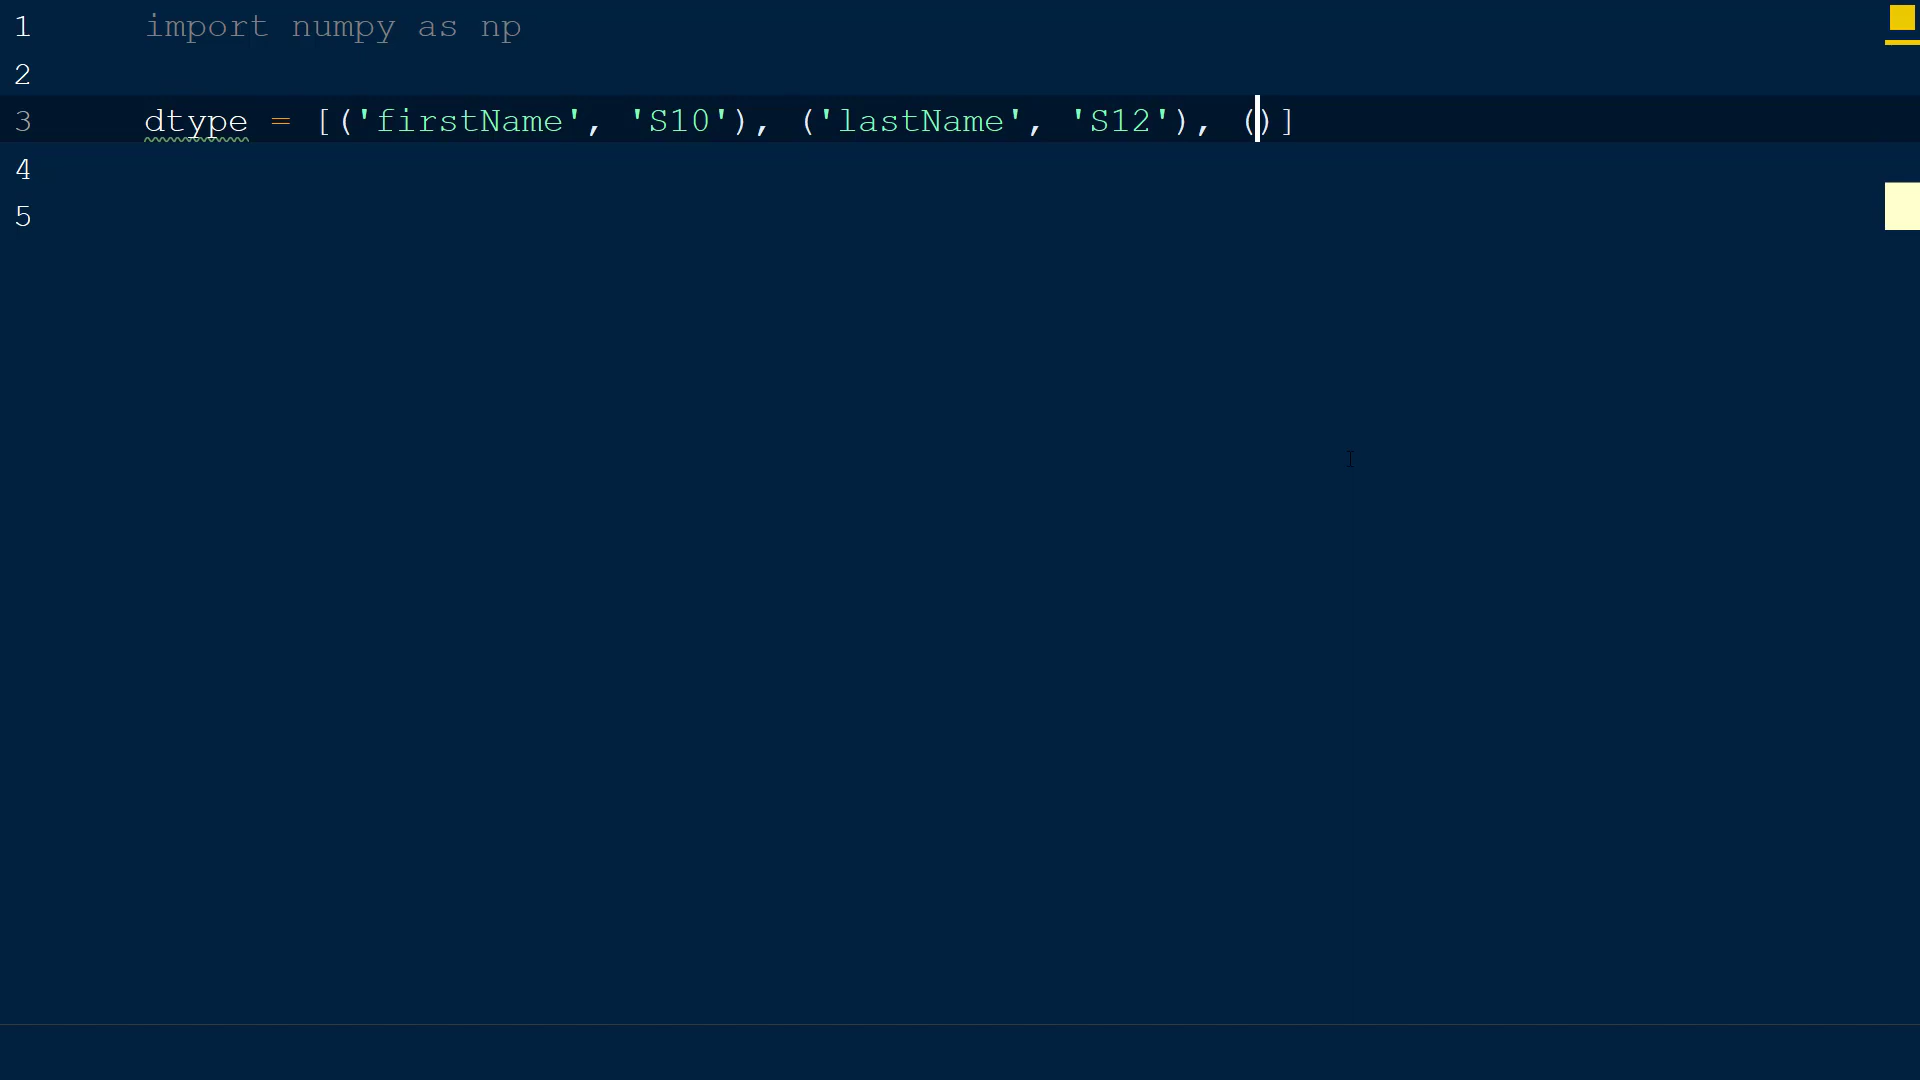 1 import numpy as np
2
3 dtype = [('firstName', 'S10'), ('lastName', 'S12'), ()]
4
5